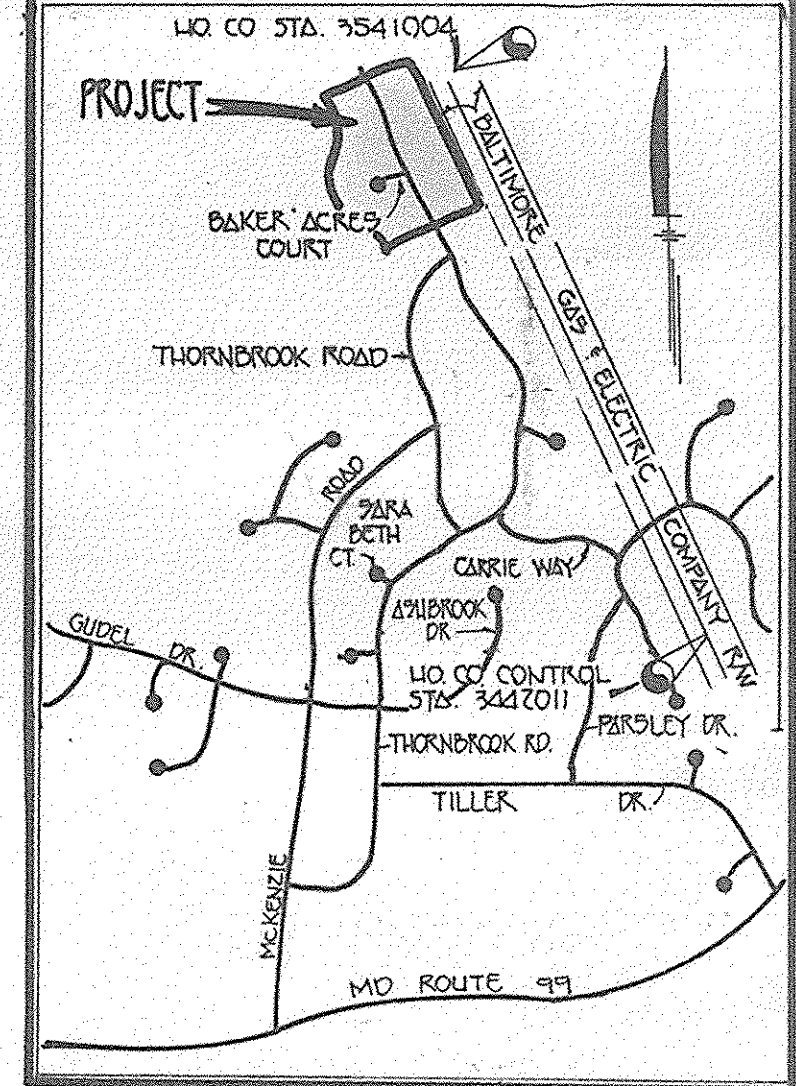 HO. CO STA. 3541004
PROJECT
BALTIMORE GAS & ELECTRIC COMPANY R/W
BAKER ACRES
COURT
THORNBROOK ROAD
ROAD
SARA
BETH
CT.
CARRIE WAY
ASHBROOK
DR
GUDEL DR.
HO. CO. CONTROL
STA. 3442011
PARSLEY DR.
THORNBROOK RD.
TILLER DR.
McKENZIE
MD ROUTE 99